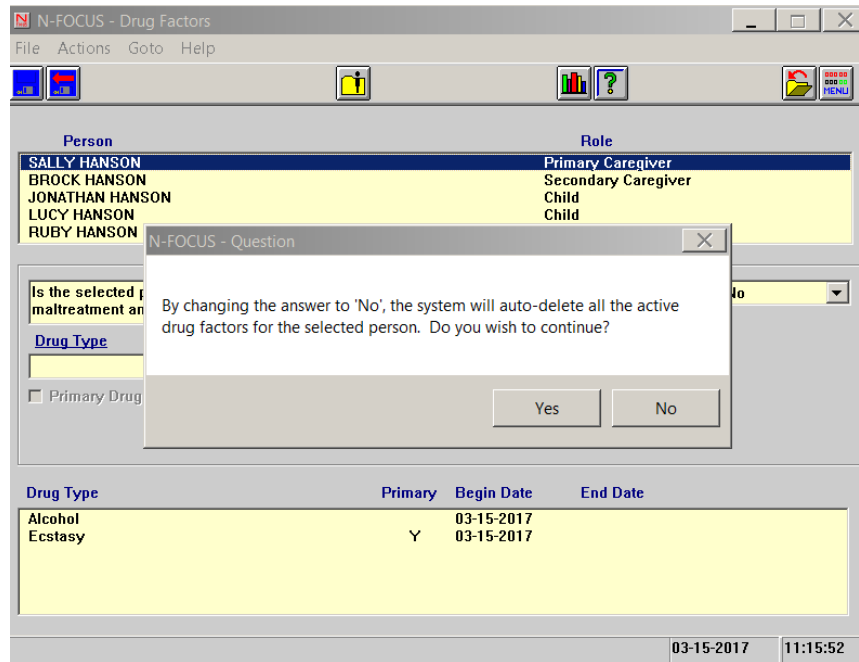 N-FOCUS - Drug Factors
File Actions Goto Help
MENU
Person Role
SALLY HANSON Primary Caregiver
BROCK HANSON Secondary Caregiver
JONATHAN HANSON Child
LUCY HANSON Child
RUBY HANSON
N-FOCUS - Question
Is the selected No
maltreatment
By changing the answer to 'No', the system will auto-delete all the active
drug factors for the selected person. Do you wish to continue?
Drug Type
Primary Drug
Yes No
Drug Type Primary Begin Date End Date
Alcohol 03-15-2017
Ecstasy Y 03-15-2017
03-15-2017 11:15:52